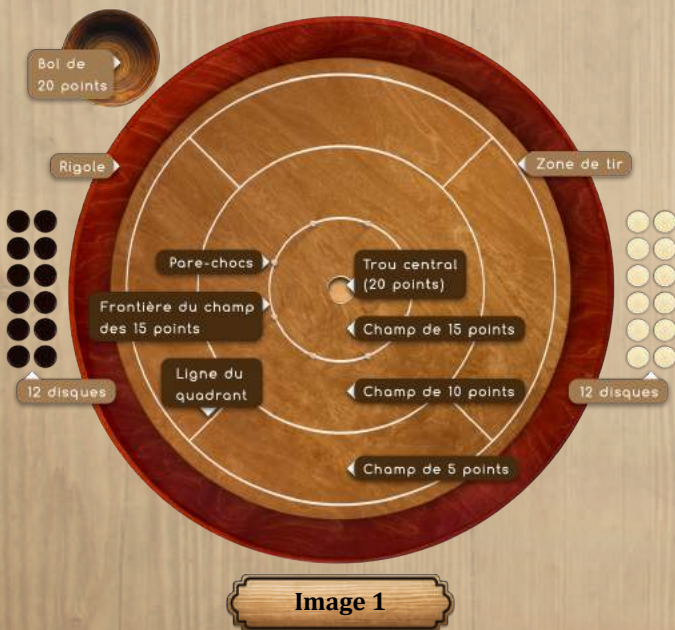 Bol de
20 points
Rigole
Zone de tir
Pare-chocs
Trou central
(20 points)
Frontière du champ
des 15 points
Champ de 15 points
Ligne du
quadrant
Champ de 10 points
12 disques
12 disques
Champ de 5 points
Image 1